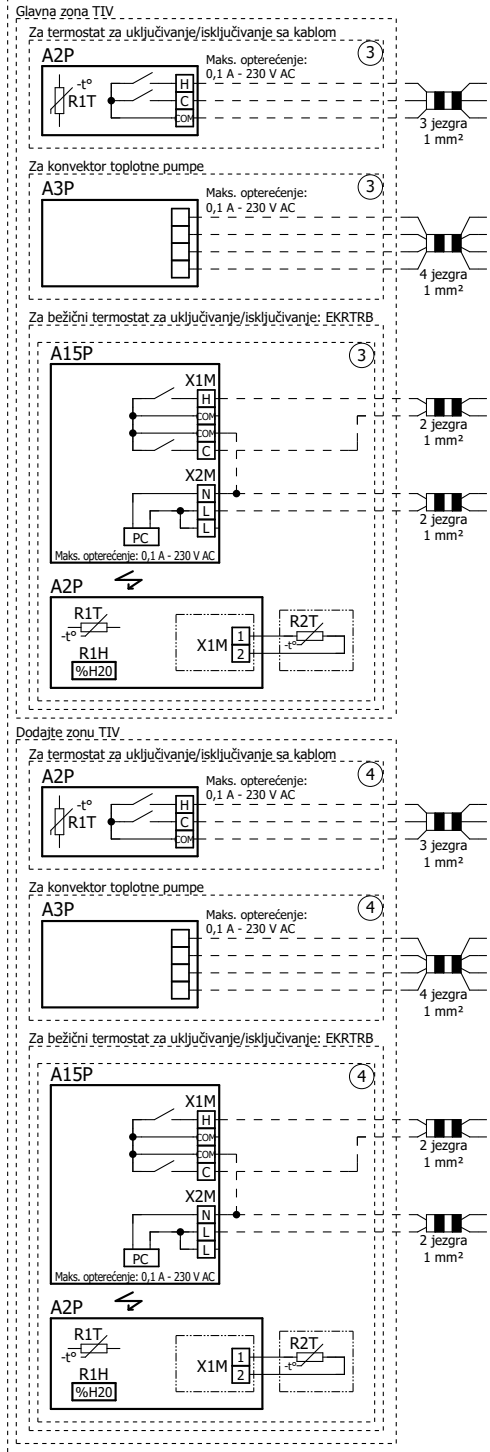 Glavna zona TIV
Za termostat za uključivanje/isključivanje sa kablom
A2P
3
Maks. opterećenje:
0,1 A - 230 V AC
-t°
R1T
H
C
COM
3 jezgra
1 mm²
Za konvektor toplotne pumpe
A3P
3
Maks. opterećenje:
0,1 A - 230 V AC
4 jezgra
1 mm²
Za bežični termostat za uključivanje/isključivanje: EKRTRB
A15P
3
X1M
H
COM
COM
C
2 jezgra
1 mm²
X2M
N
L
L
PC
2 jezgra
1 mm²
Maks. opterećenje: 0,1 A - 230 V AC
A2P
R1T
-t°
R1H
%H20
X1M
1
2
R2T
-t°
Dodajte zonu TIV
Za termostat za uključivanje/isključivanje sa kablom
A2P
4
Maks. opterećenje:
0,1 A - 230 V AC
-t°
R1T
H
C
COM
3 jezgra
1 mm²
Za konvektor toplotne pumpe
A3P
4
Maks. opterećenje:
0,1 A - 230 V AC
4 jezgra
1 mm²
Za bežični termostat za uključivanje/isključivanje: EKRTRB
A15P
4
X1M
H
COM
COM
C
2 jezgra
1 mm²
X2M
N
L
L
PC
2 jezgra
1 mm²
Maks. opterećenje: 0,1 A - 230 V AC
A2P
R1T
-t°
R1H
%H20
X1M
1
2
R2T
-t°